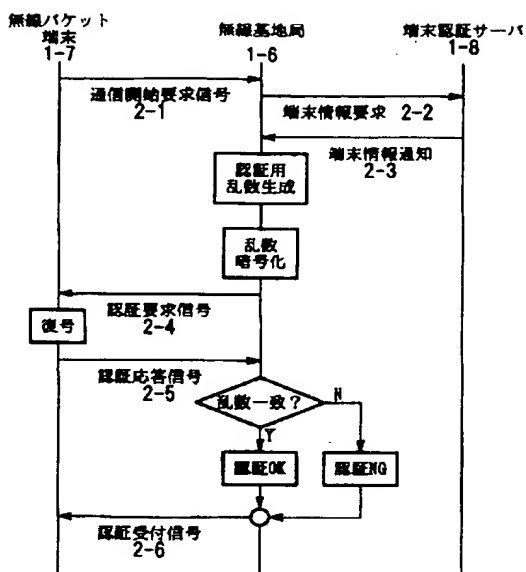 無線パケット
端末
1-7
無線基地局
1-6
端末認証サーバ
1-8
通信開始要求信号
2-1
端末情報要求 2-2
端末情報通知
2-3
認証用
乱数生成
乱数
暗号化
認証要求信号
2-4
復号
認証応答信号
2-5
乱数一致?
N
Y
認証OK
認証NG
認証受付信号
2-6